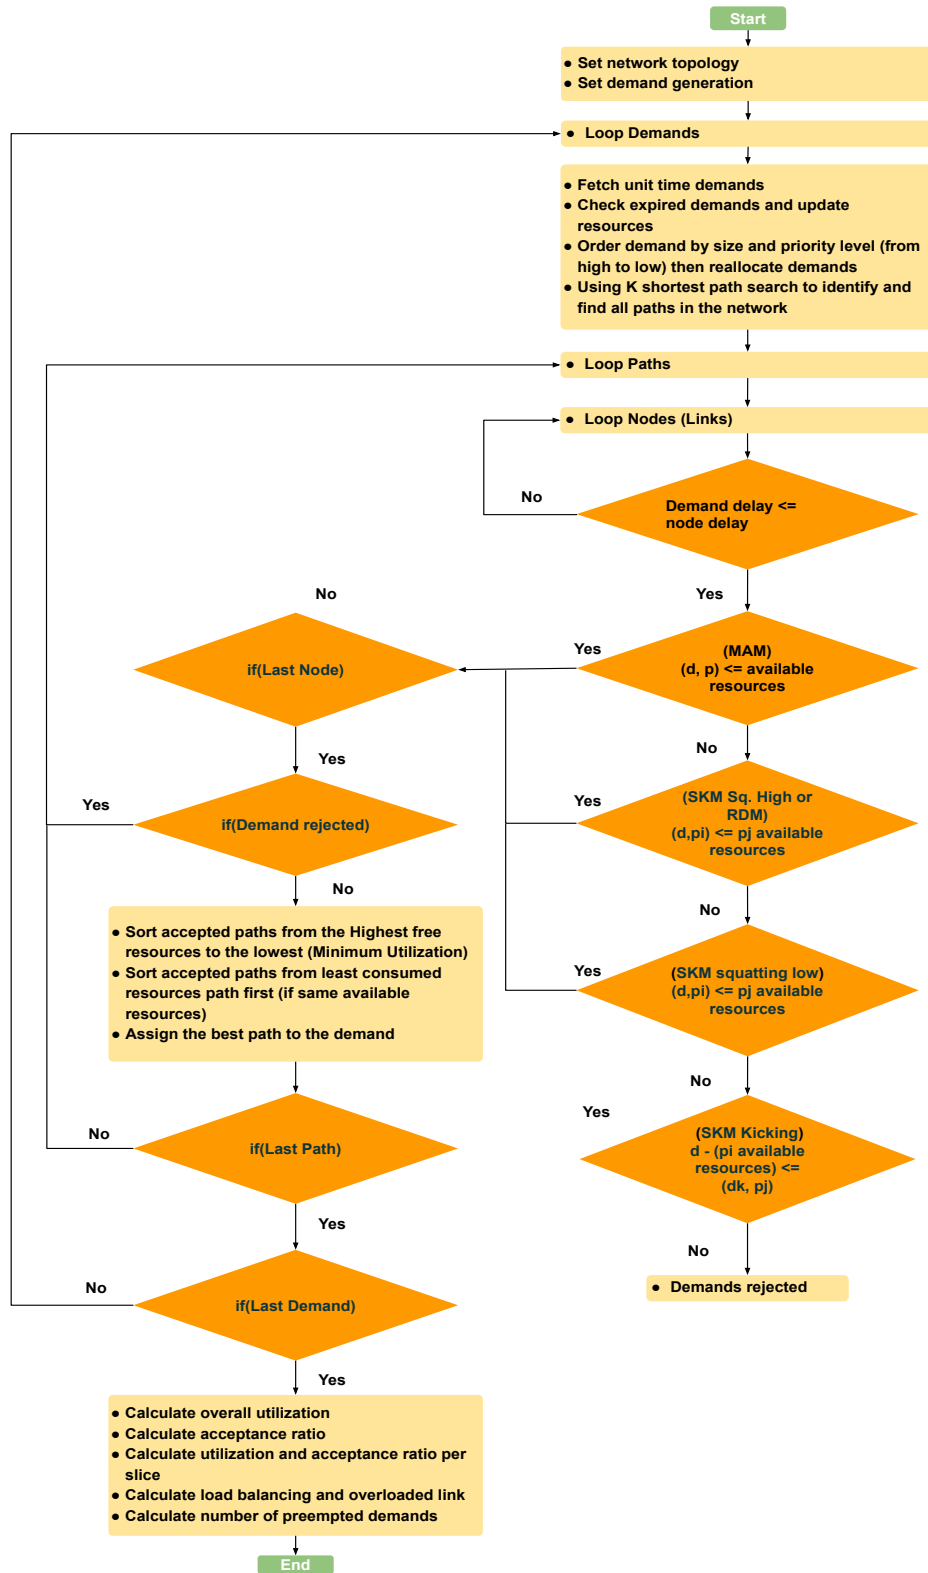 Start
● Set network topology
● Set demand generation
● Loop Demands
● Fetch unit time demands
● Check expired demands and update
resources
● Order demand by size and priority level (from
high to low) then reallocate demands
● Using K shortest path search to identify and
find all paths in the network
● Loop Paths
● Loop Nodes (Links)
No
Demand delay <=
node delay
Yes
No
if(Last Node)
Yes
(MAM)
(d, p) <= available
resources
Yes
No
Yes
if(Demand rejected)
Yes
(SKM Sq. High or
RDM)
(d,pi) <= pj available
resources
No
No
● Sort accepted paths from the Highest free
resources to the lowest (Minimum Utilization)
● Sort accepted paths from least consumed
resources path first (if same available
resources)
● Assign the best path to the demand
Yes
(SKM squatting low)
(d,pi) <= pj available
resources
No
No
if(Last Path)
Yes
Yes
(SKM Kicking)
d - (pi available
resources) <=
(dk, pj)
No
● Demands rejected
No
if(Last Demand)
Yes
● Calculate overall utilization
● Calculate acceptance ratio
● Calculate utilization and acceptance ratio per
slice
● Calculate load balancing and overloaded link
● Calculate number of preempted demands
End